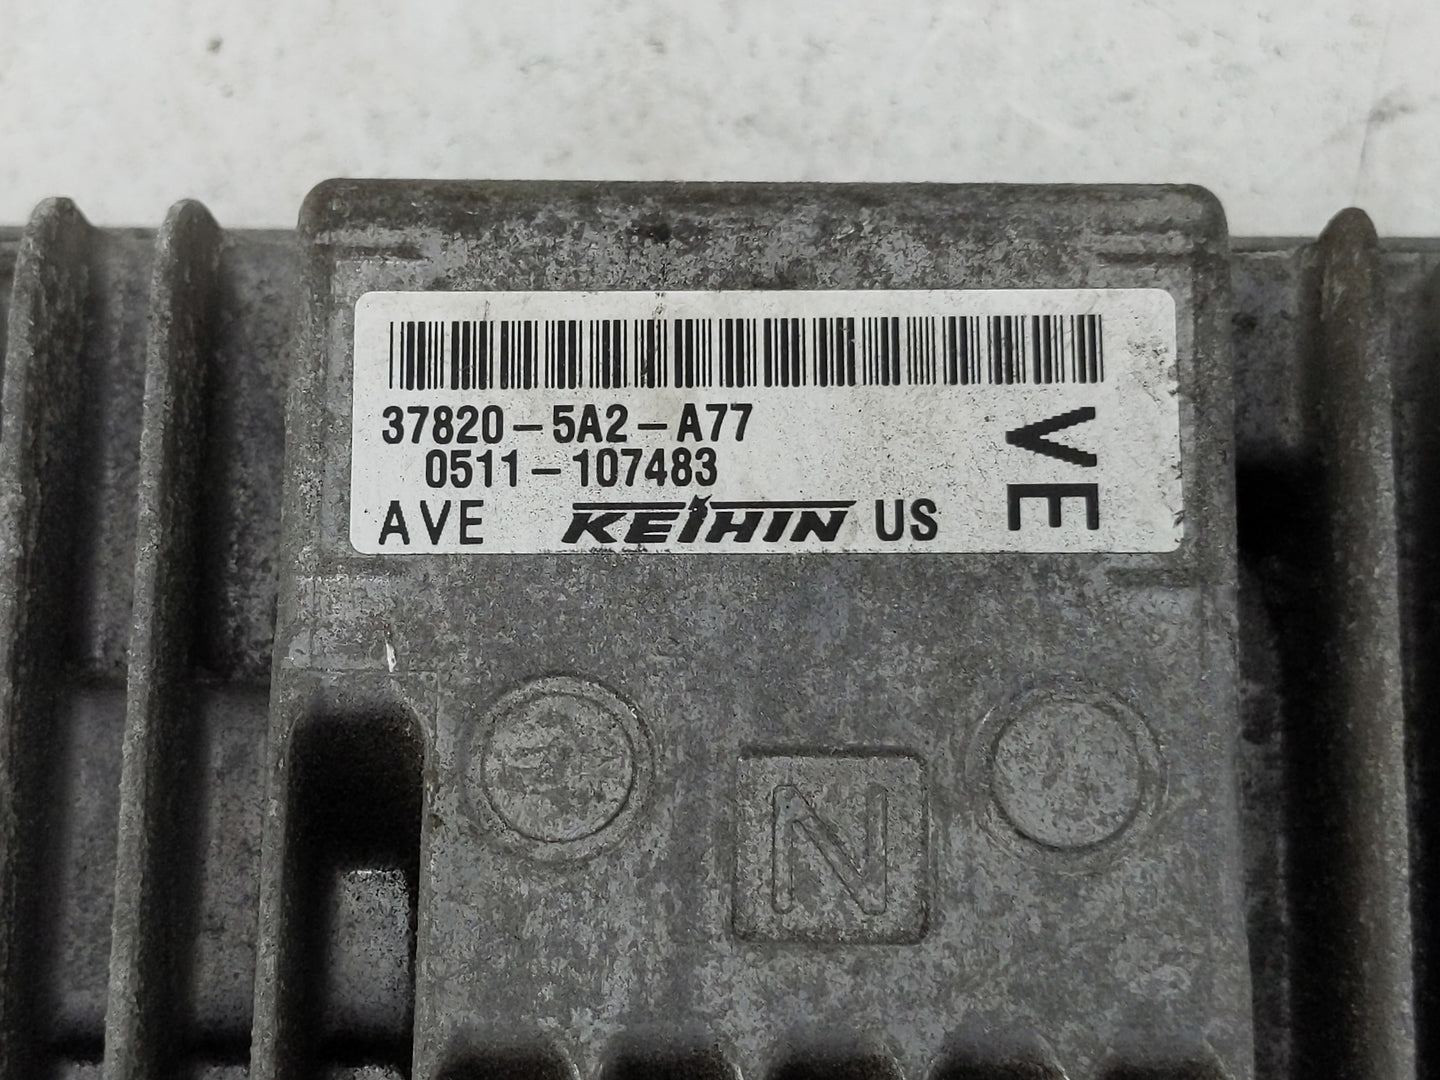 37820-5A2-A77
0511-107483
AVE KEIHIN US
VE
N